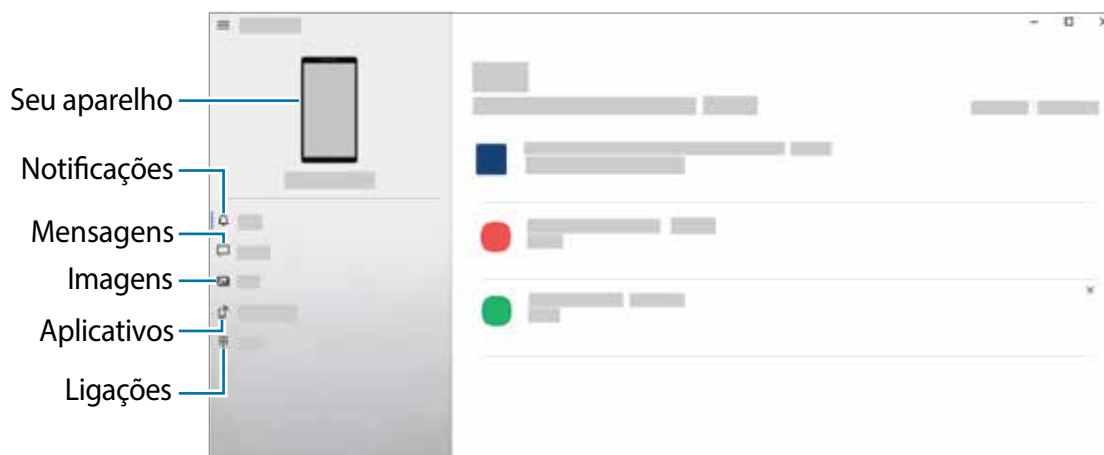 Seu aparelho
Notificações
Mensagens
Imagens
Aplicativos
Ligações